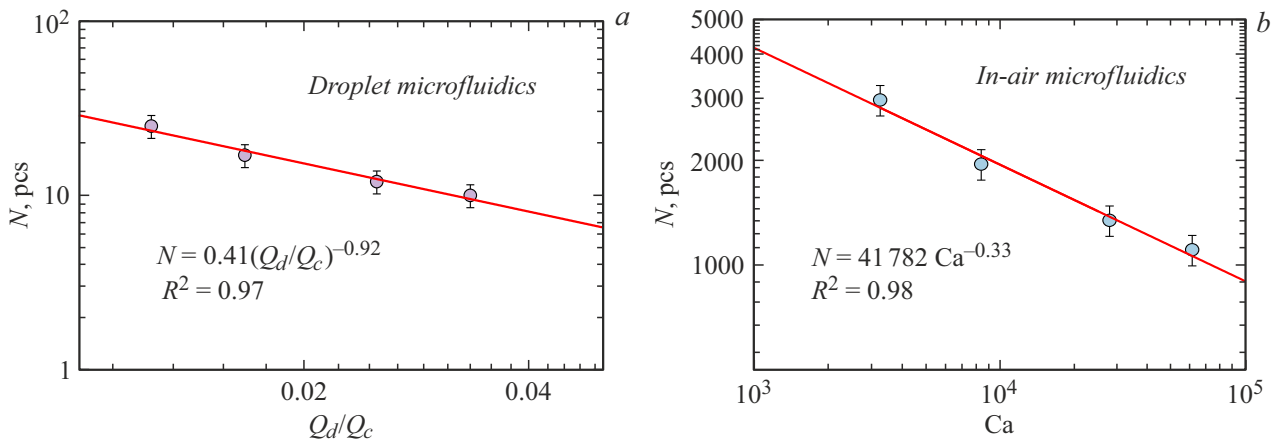 a
10²
10
1
N, pcs
Droplet microfluidics
N = 0.41(Q_d/Q_c)^–0.92
R² = 0.97
0.02
0.04
Q_d/Q_c
b
5000
4000
3000
2000
1000
N, pcs
In-air microfluidics
N = 41 782 Ca^–0.33
R² = 0.98
10³
10⁴
10⁵
Ca